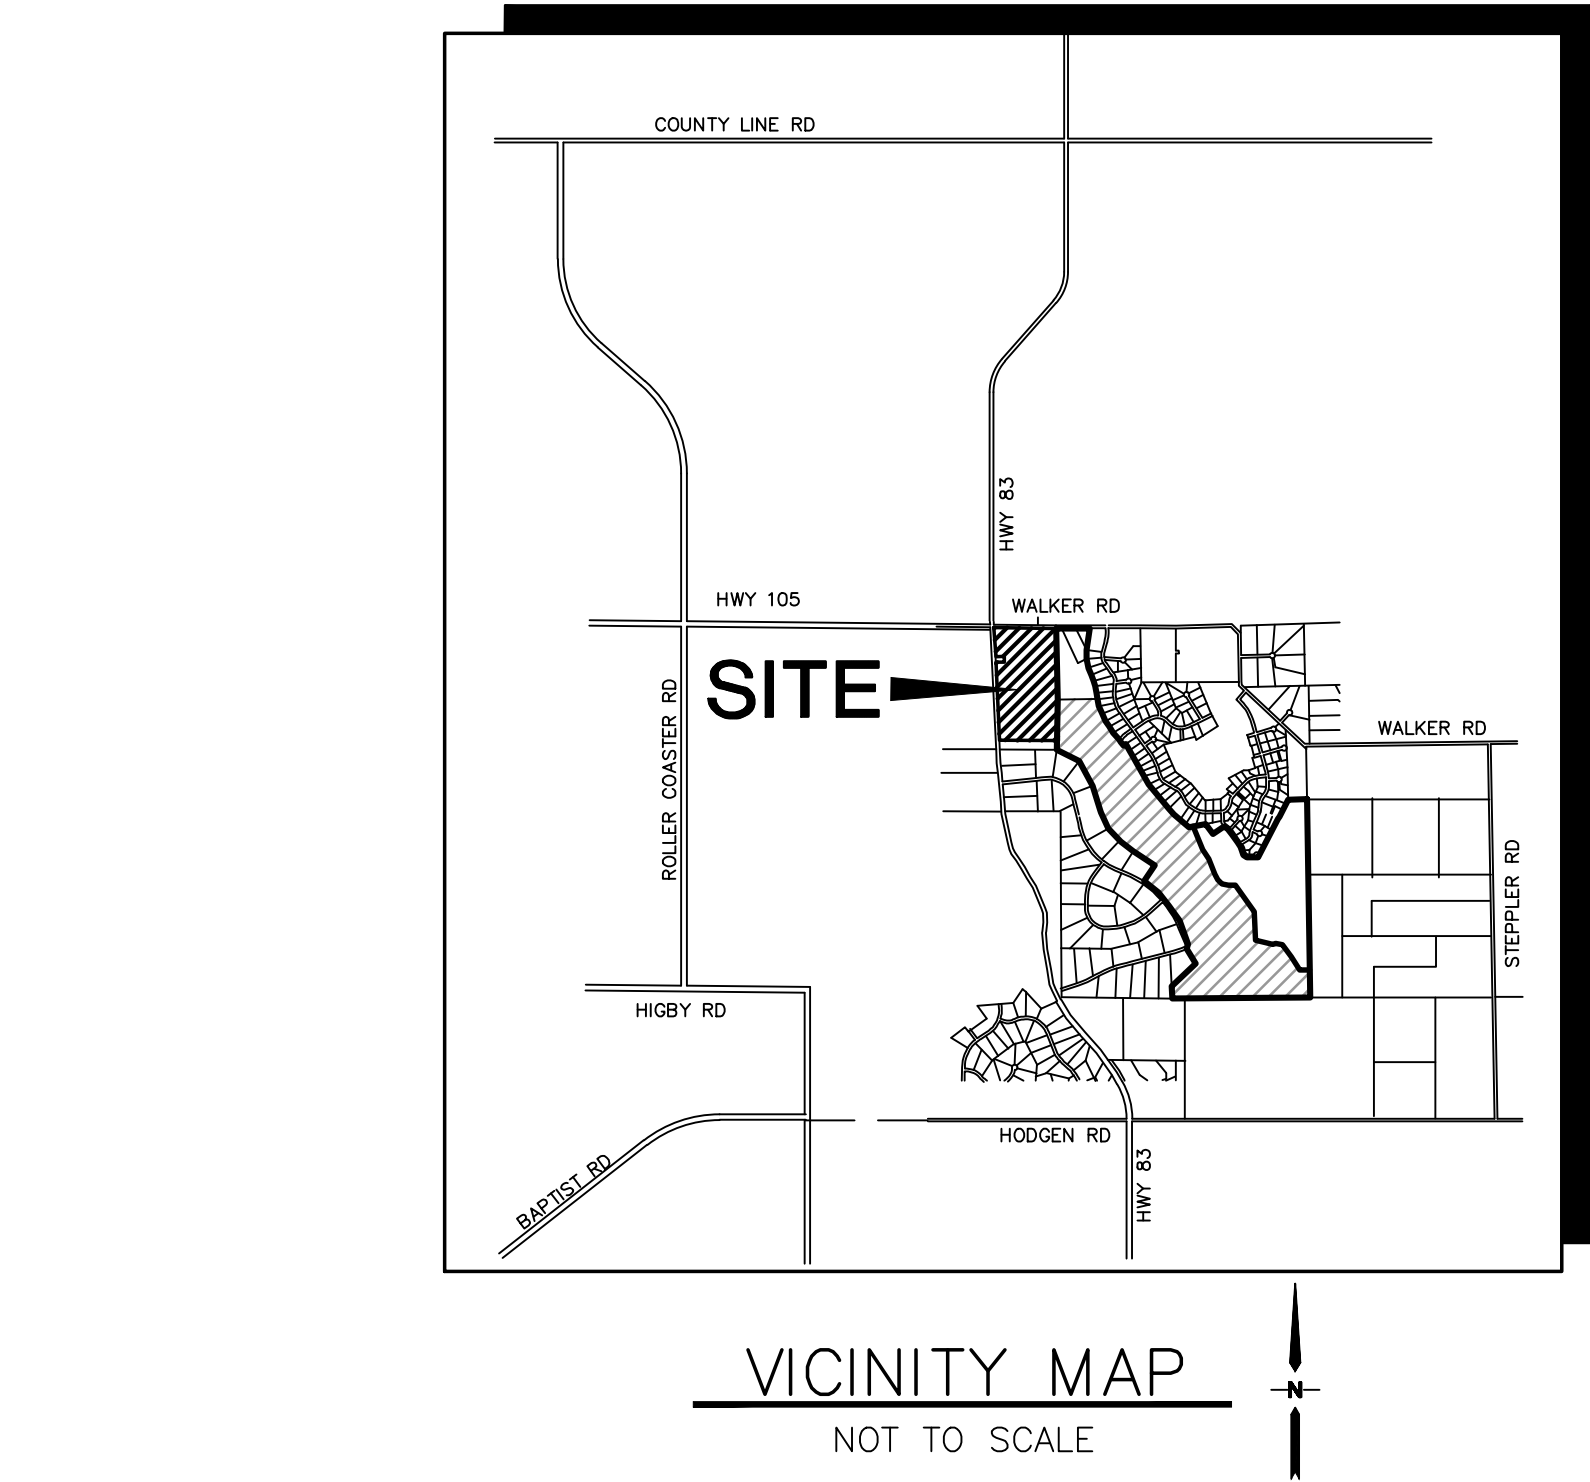 COUNTY LINE RD
HWY 83
HWY 105
WALKER RD
SITE
ROLLER COASTER RD
WALKER RD
STEPPLER RD
HIGBY RD
HODGEN RD
BAPTIST RD
HWY 83
VICINITY MAP
N
NOT TO SCALE